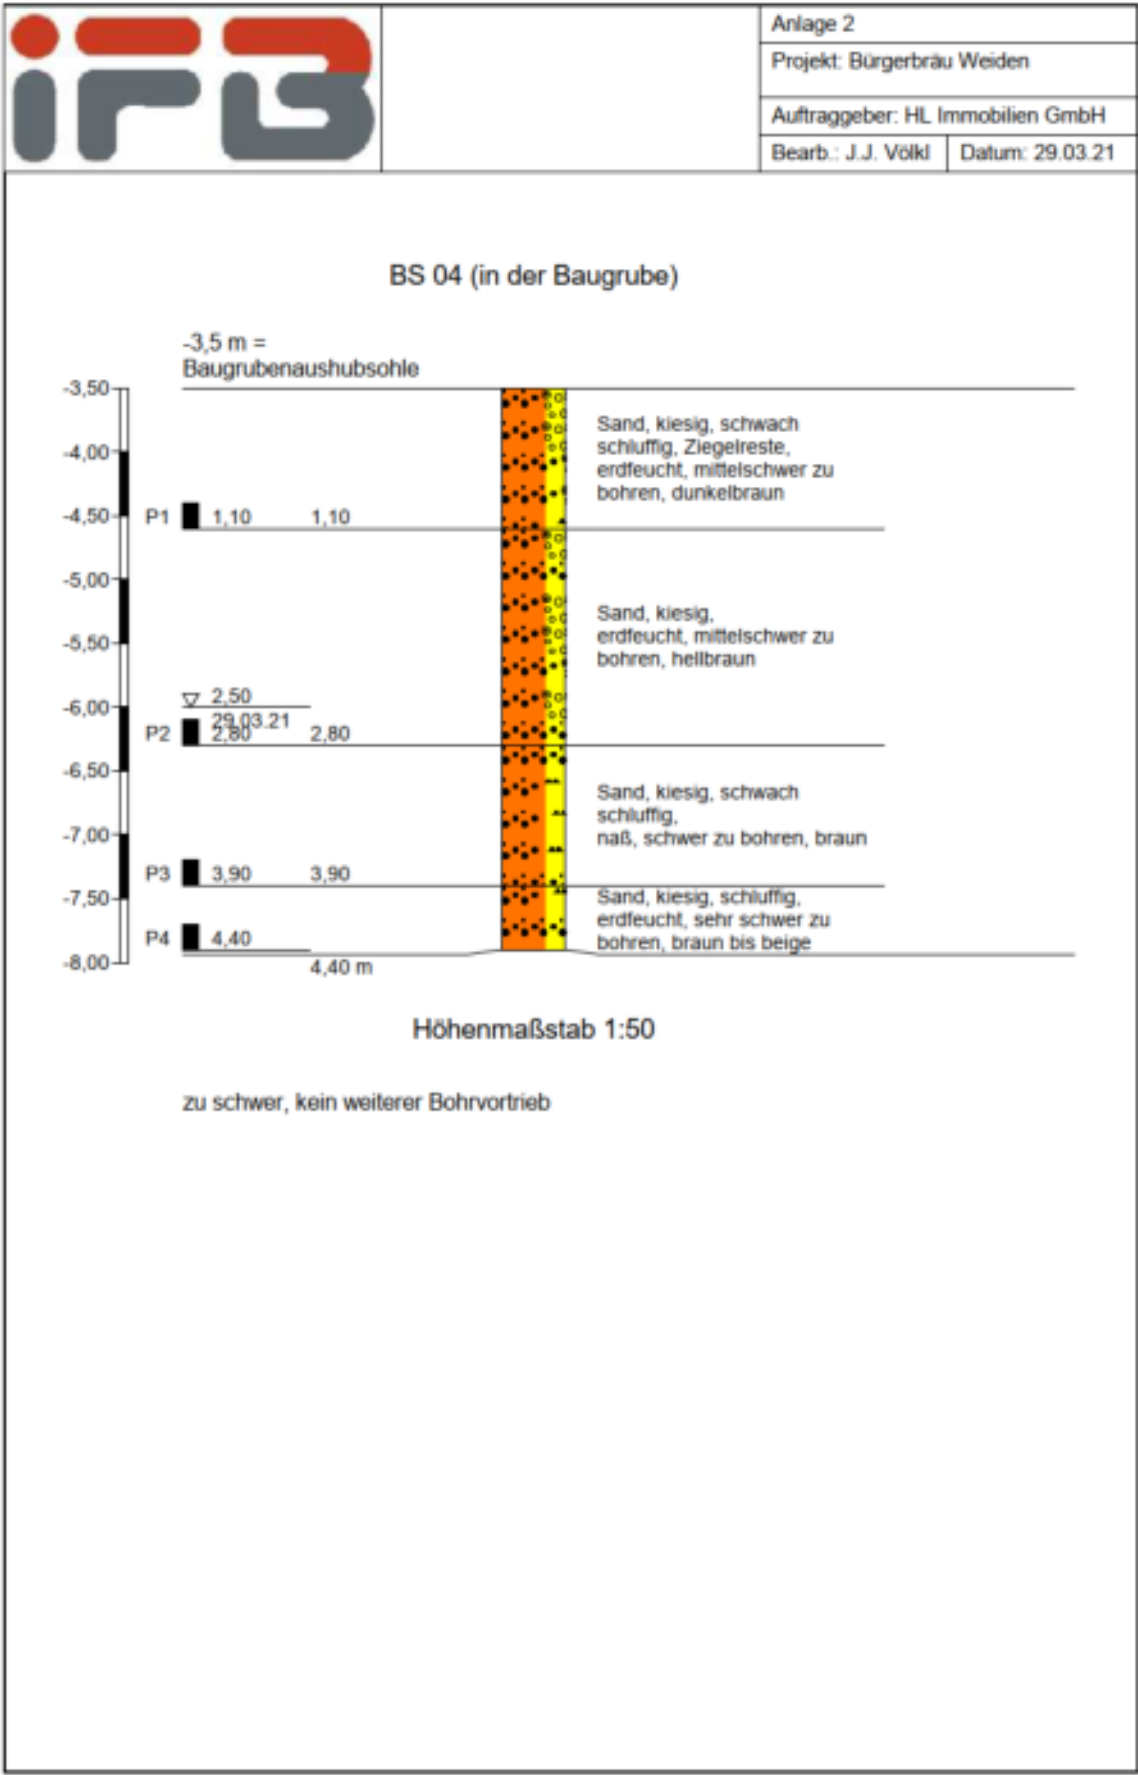 iFB
Anlage 2
Projekt: Bürgerbräu Weiden
Auftraggeber: HL Immobilien GmbH
Bearb.: J.J. Völkl Datum: 29.03.21
BS 04 (in der Baugrube)
-3,5 m =
Baugrubenaushubsohle
-3,50
Sand, kiesig, schwach
schluffig, Ziegelreste,
erdfeucht, mittelschwer zu
bohren, dunkelbraun
-4,00
-4,50
P1 1,10 1,10
-5,00
Sand, kiesig,
erdfeucht, mittelschwer zu
bohren, hellbraun
-5,50
2,50
-6,00
29.03.21
P2 2,80 2,80
-6,50
Sand, kiesig, schwach
schluffig,
naß, schwer zu bohren, braun
-7,00
P3 3,90 3,90
-7,50
Sand, kiesig, schluffig,
erdfeucht, sehr schwer zu
bohren, braun bis beige
P4 4,40
-8,00
4,40 m
Höhenmaßstab 1:50
zu schwer, kein weiterer Bohrvortrieb